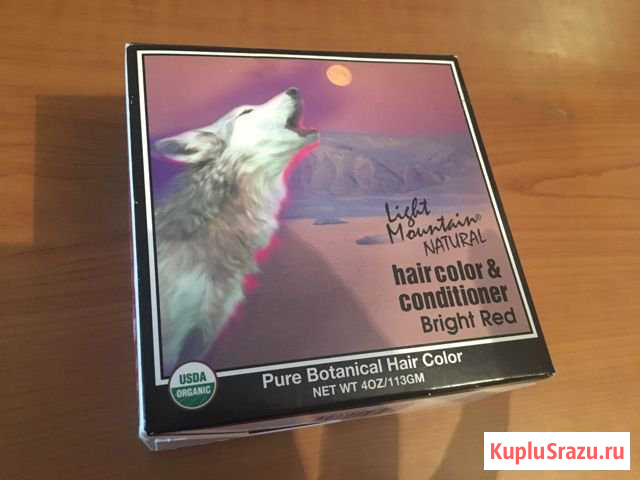 Light
Mountain®
NATURAL
hair color &
conditioner
Bright Red
USDA
ORGANIC
Pure Botanical Hair Color
NET WT 4OZ/113GM
KupluSrazu.ru